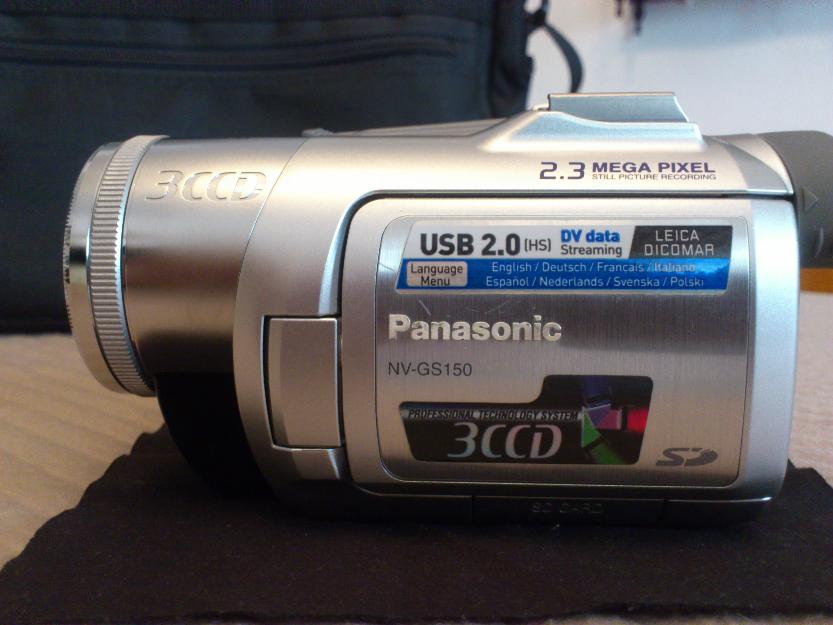 3CCD
2.3 MEGA PIXEL
STILL PICTURE RECORDING
USB 2.0 (HS)
DV data
Streaming
LEICA
DICOMAR
Language
Menu
English / Deutsch / Français / Italiano
Español / Nederlands / Svenska / Polski
Panasonic
NV-GS150
PROFESSIONAL TECHNOLOGY SYSTEM
3CCD
SD
SD CARD